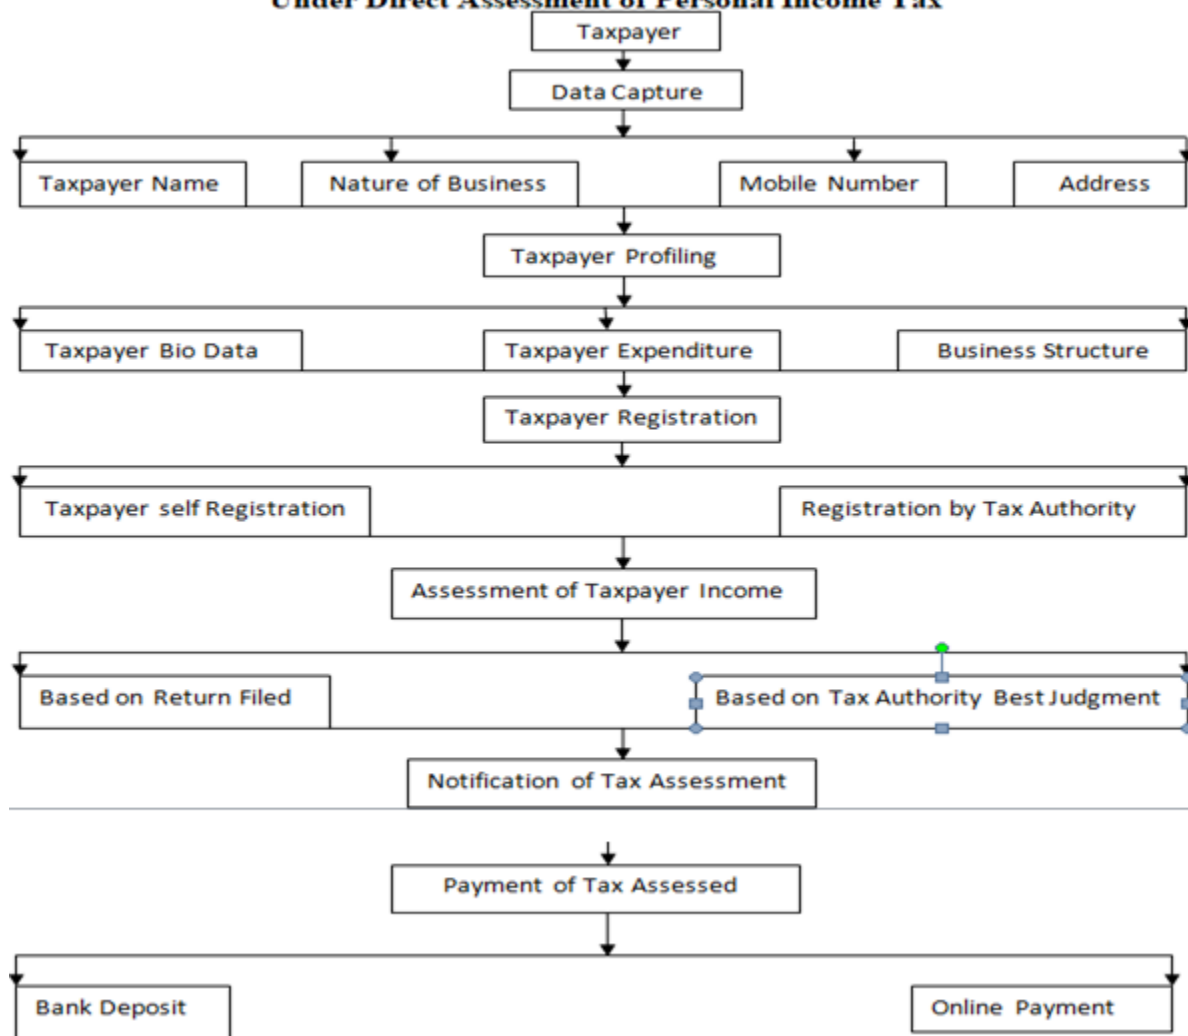 Under Direct Assessment of Personal Income Tax
Taxpayer
Data Capture
Taxpayer Name
Nature of Business
Mobile Number
Address
Taxpayer Profiling
Taxpayer Bio Data
Taxpayer Expenditure
Business Structure
Taxpayer Registration
Taxpayer self Registration
Registration by Tax Authority
Assessment of Taxpayer Income
Based on Return Filed
Based on Tax Authority Best Judgment
Notification of Tax Assessment
Payment of Tax Assessed
Bank Deposit
Online Payment